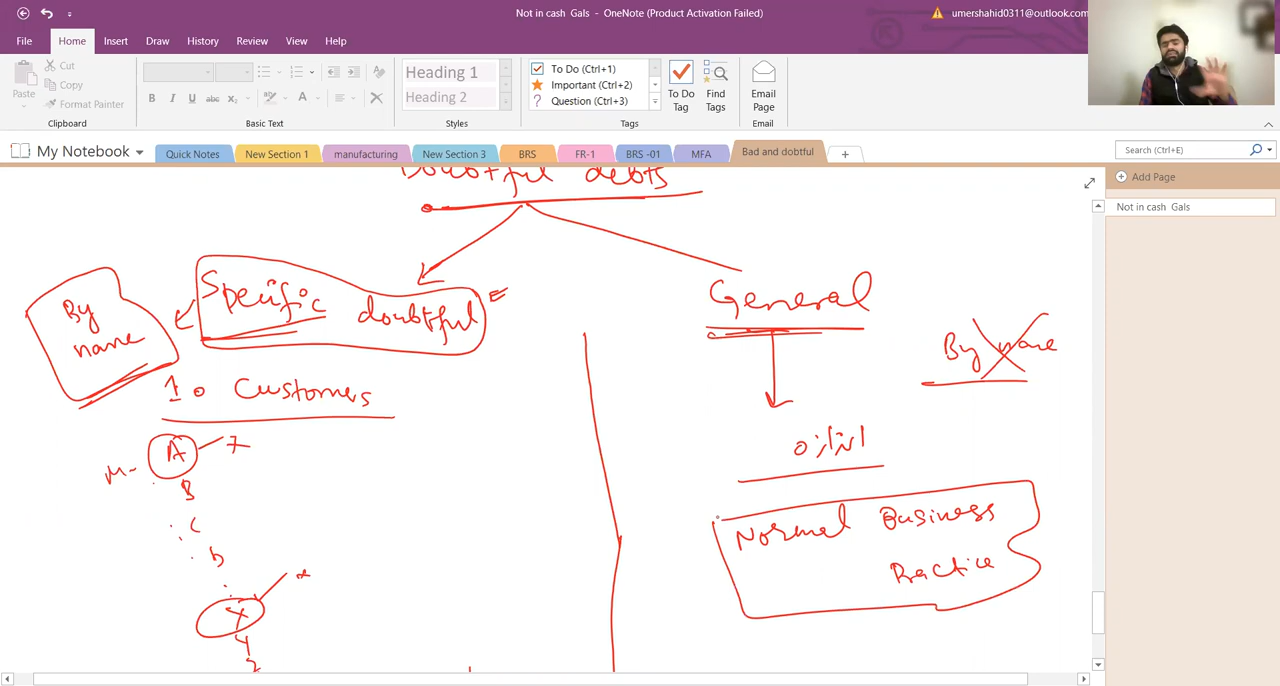 Not in cash Gals - OneNote (Product Activation Failed)
umershahid0311@outlook.com
File Home Insert Draw History Review View Help
Paste
Cut
Copy
Format Painter
Clipboard
B I U abc X₂ A
Basic Text
Heading 1
Heading 2
Styles
To Do (Ctrl+1)
Important (Ctrl+2)
Question (Ctrl+3)
To Do Tag
Find Tags
Tags
Email Page
Email
My Notebook
Quick Notes New Section 1 manufacturing New Section 3 BRS FR-1 BRS -01 MFA Bad and doubtful
Search (Ctrl+E)
Add Page
Not in cash Gals
Doubtful debts
By name
Specific doubtful
General
By name
10 Customers
A
B
C
D
X
Y
Z
اندازہ
Normal Business
Practice